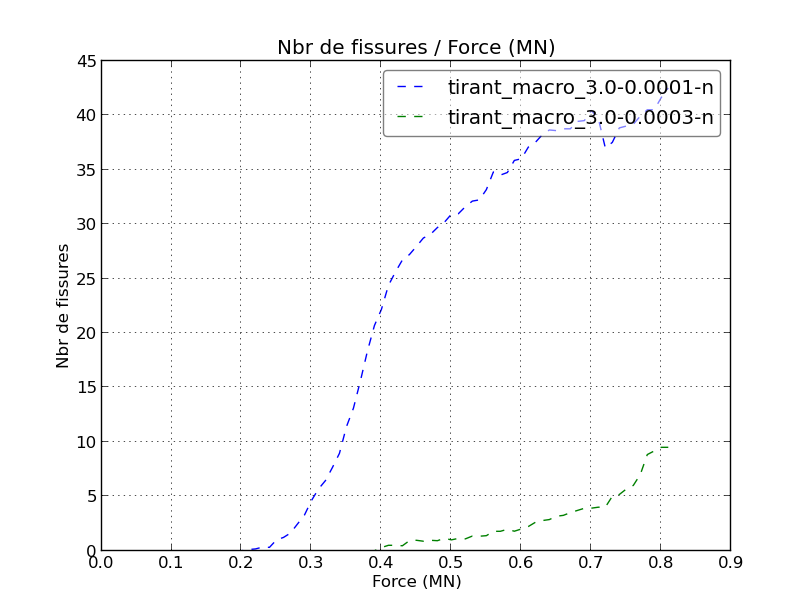 Nbr de fissures / Force (MN)
45
40
35
30
25
20
15
10
5
0
Nbr de fissures
tirant_macro_3.0-0.0001-n
tirant_macro_3.0-0.0003-n
0.0 0.1 0.2 0.3 0.4 0.5 0.6 0.7 0.8 0.9
Force (MN)